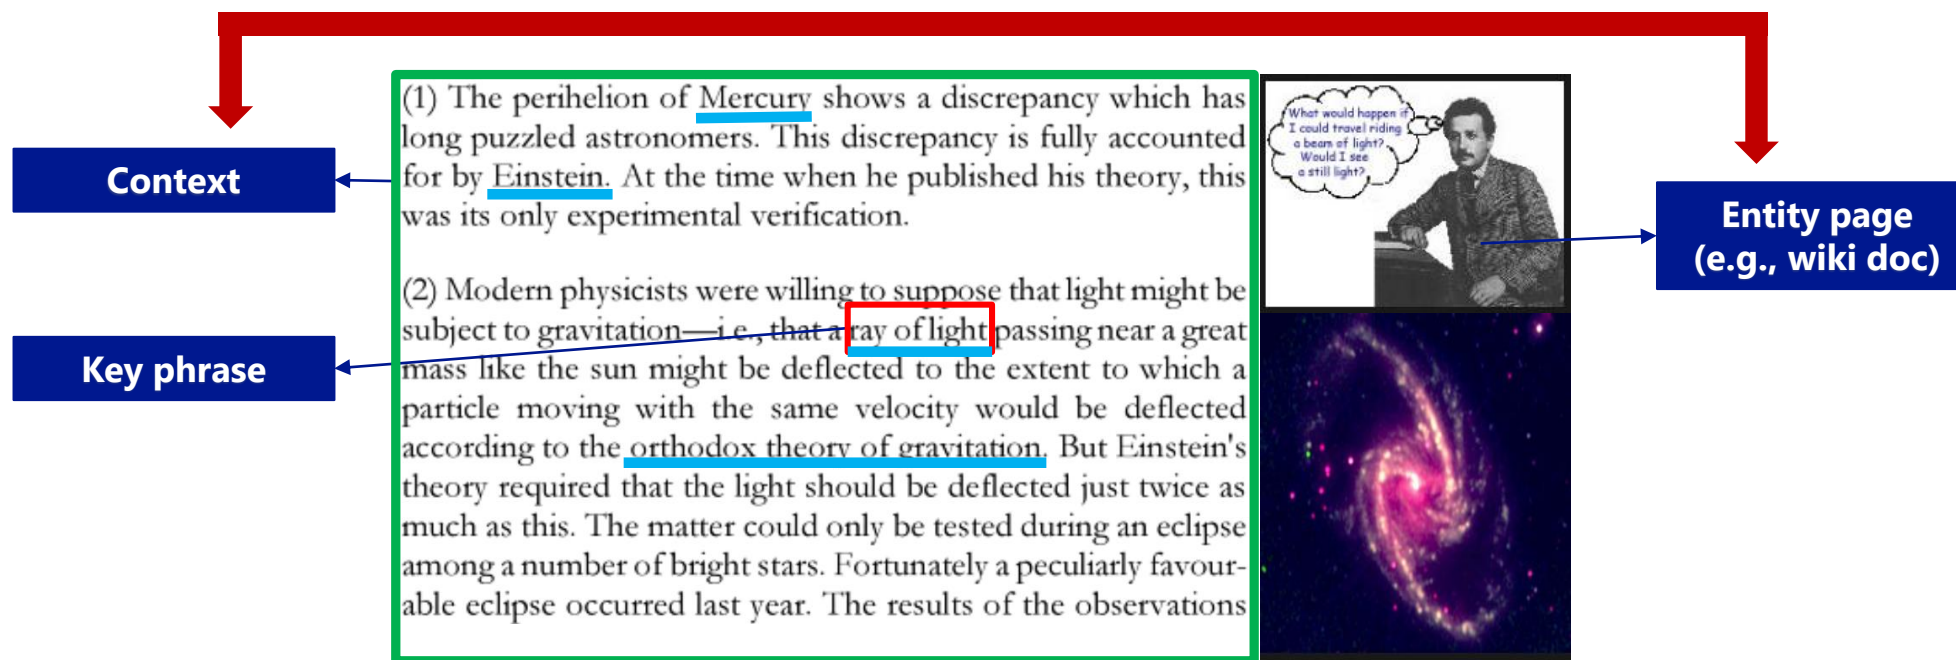 Context
Key phrase
(1) The perihelion of Mercury shows a discrepancy which has
long puzzled astronomers. This discrepancy is fully accounted
for by Einstein. At the time when he published his theory, this
was its only experimental verification.
(2) Modern physicists were willing to suppose that light might be
subject to gravitation—i.e., that a ray of light passing near a great
mass like the sun might be deflected to the extent to which a
particle moving with the same velocity would be deflected
according to the orthodox theory of gravitation. But Einstein's
theory required that the light should be deflected just twice as
much as this. The matter could only be tested during an eclipse
among a number of bright stars. Fortunately a peculiarly favour-
able eclipse occurred last year. The results of the observations
What would happen if
I could travel riding
a beam of light?
Would I see
a still light?
Entity page
(e.g., wiki doc)